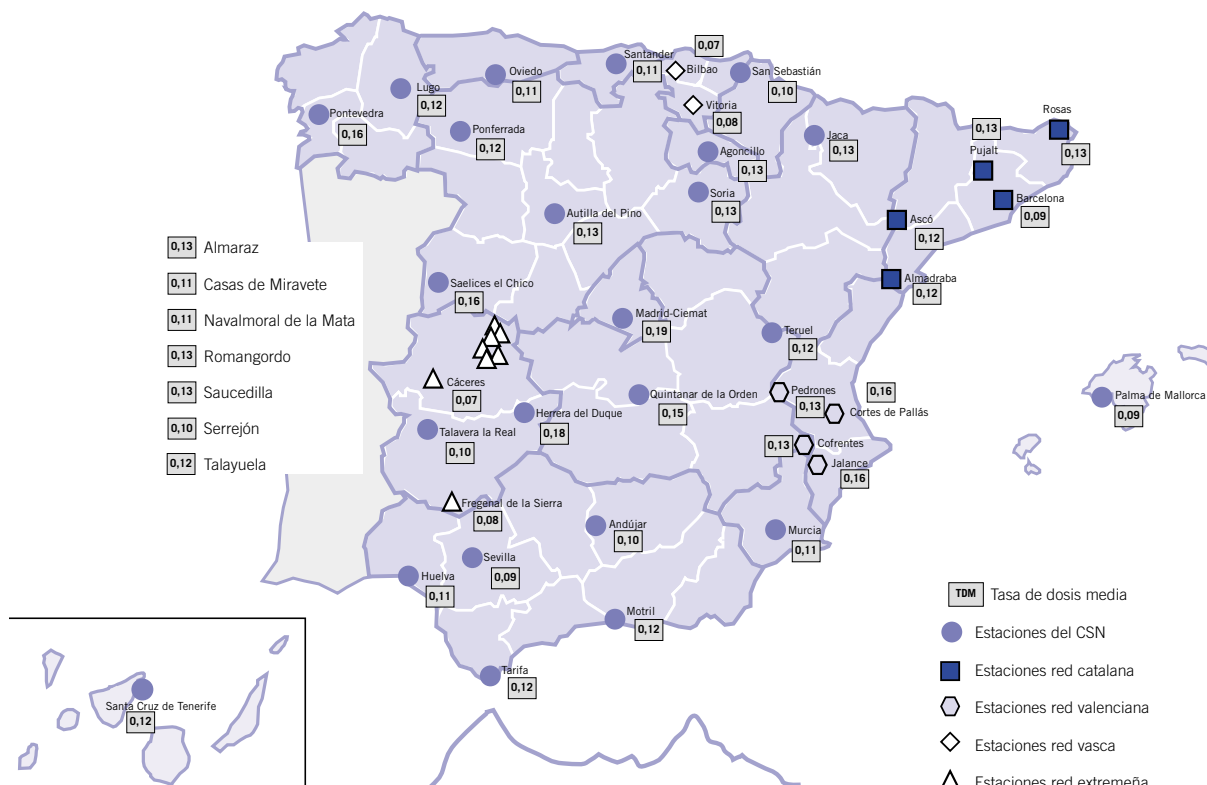 0,07
Santander
0,11
Bilbao
San Sebastián
0,10
Oviedo
0,11
Lugo
0,12
Pontevedra
0,16
Ponferrada
0,12
Vitoria
0,08
Agoncillo
0,13
Jaca
0,13
Rosas
0,13
0,13
Pujalt
Barcelona
0,09
Soria
0,13
Autilla del Pino
0,13
Ascó
0,12
Almadraba
0,12
0,13 Almaraz
0,11 Casas de Miravete
0,11 Navalmoral de la Mata
0,13 Romangordo
0,13 Saucedilla
0,10 Serrejón
0,12 Talayuela
Saelices el Chico
0,16
Madrid-Ciemat
0,19
Teruel
0,12
Cáceres
0,07
Quintanar de la Orden
0,15
Pedrones
0,13
0,16
Cortes de Pallás
Palma de Mallorca
0,09
Herrera del Duque
0,18
Talavera la Real
0,10
0,13
Cofrentes
Jalance
0,16
Fregenal de la Sierra
0,08
Andújar
0,10
Murcia
0,11
Sevilla
0,09
Huelva
0,11
Motril
0,12
Tarifa
0,12
Santa Cruz de Tenerife
0,12
TDM Tasa de dosis media
Estaciones del CSN
Estaciones red catalana
Estaciones red valenciana
Estaciones red vasca
Estaciones red extremeña